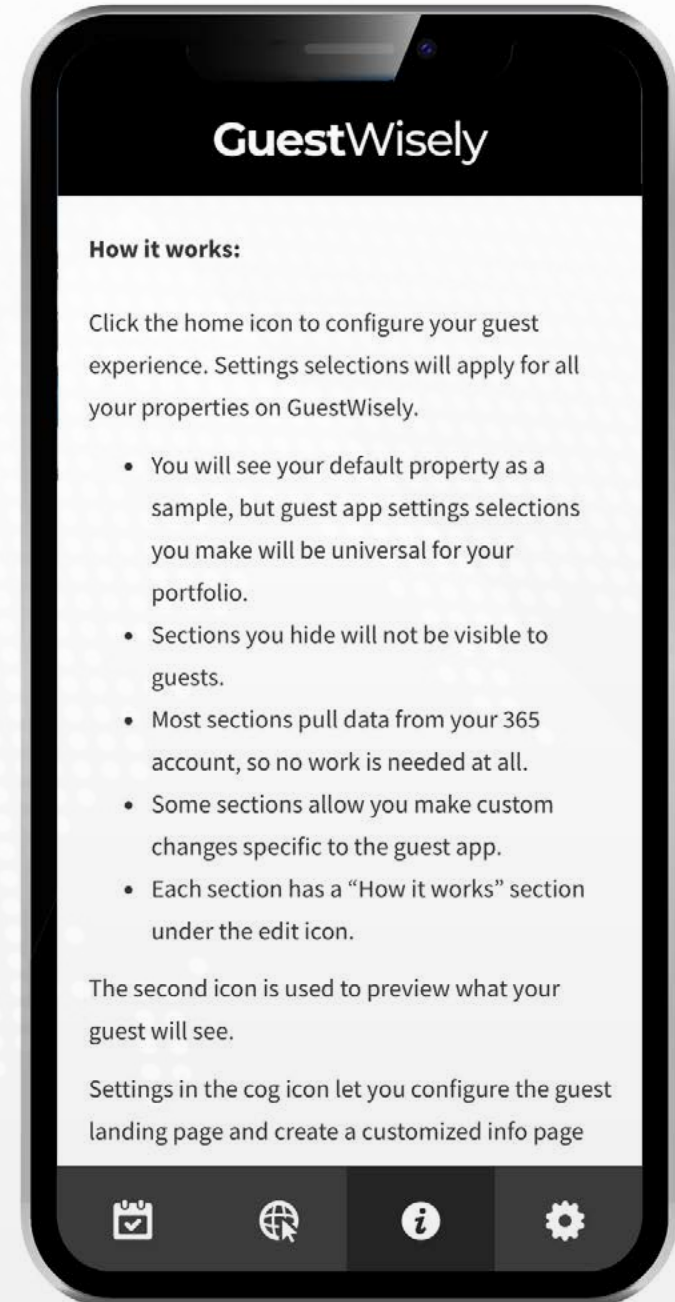 GuestWisely
How it works:
Click the home icon to configure your guest
experience. Settings selections will apply for all
your properties on GuestWisely.
• You will see your default property as a
sample, but guest app settings selections
you make will be universal for your
portfolio.
• Sections you hide will not be visible to
guests.
• Most sections pull data from your 365
account, so no work is needed at all.
• Some sections allow you make custom
changes specific to the guest app.
• Each section has a “How it works” section
under the edit icon.
The second icon is used to preview what your
guest will see.
Settings in the cog icon let you configure the guest
landing page and create a customized info page